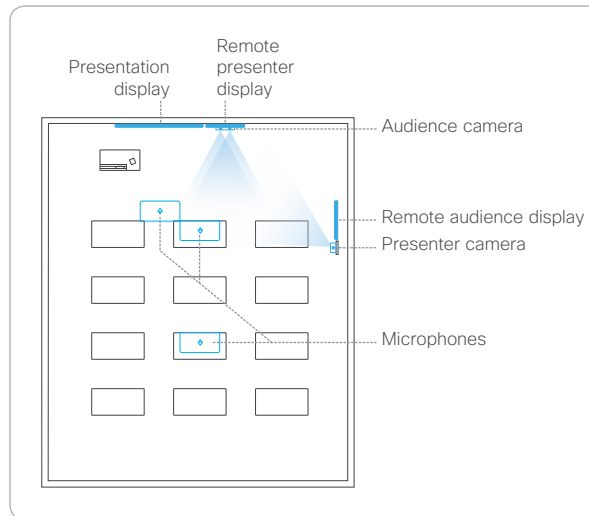 Presentation
display
Remote
presenter
display
Audience camera
Remote audience display
Presenter camera
Microphones